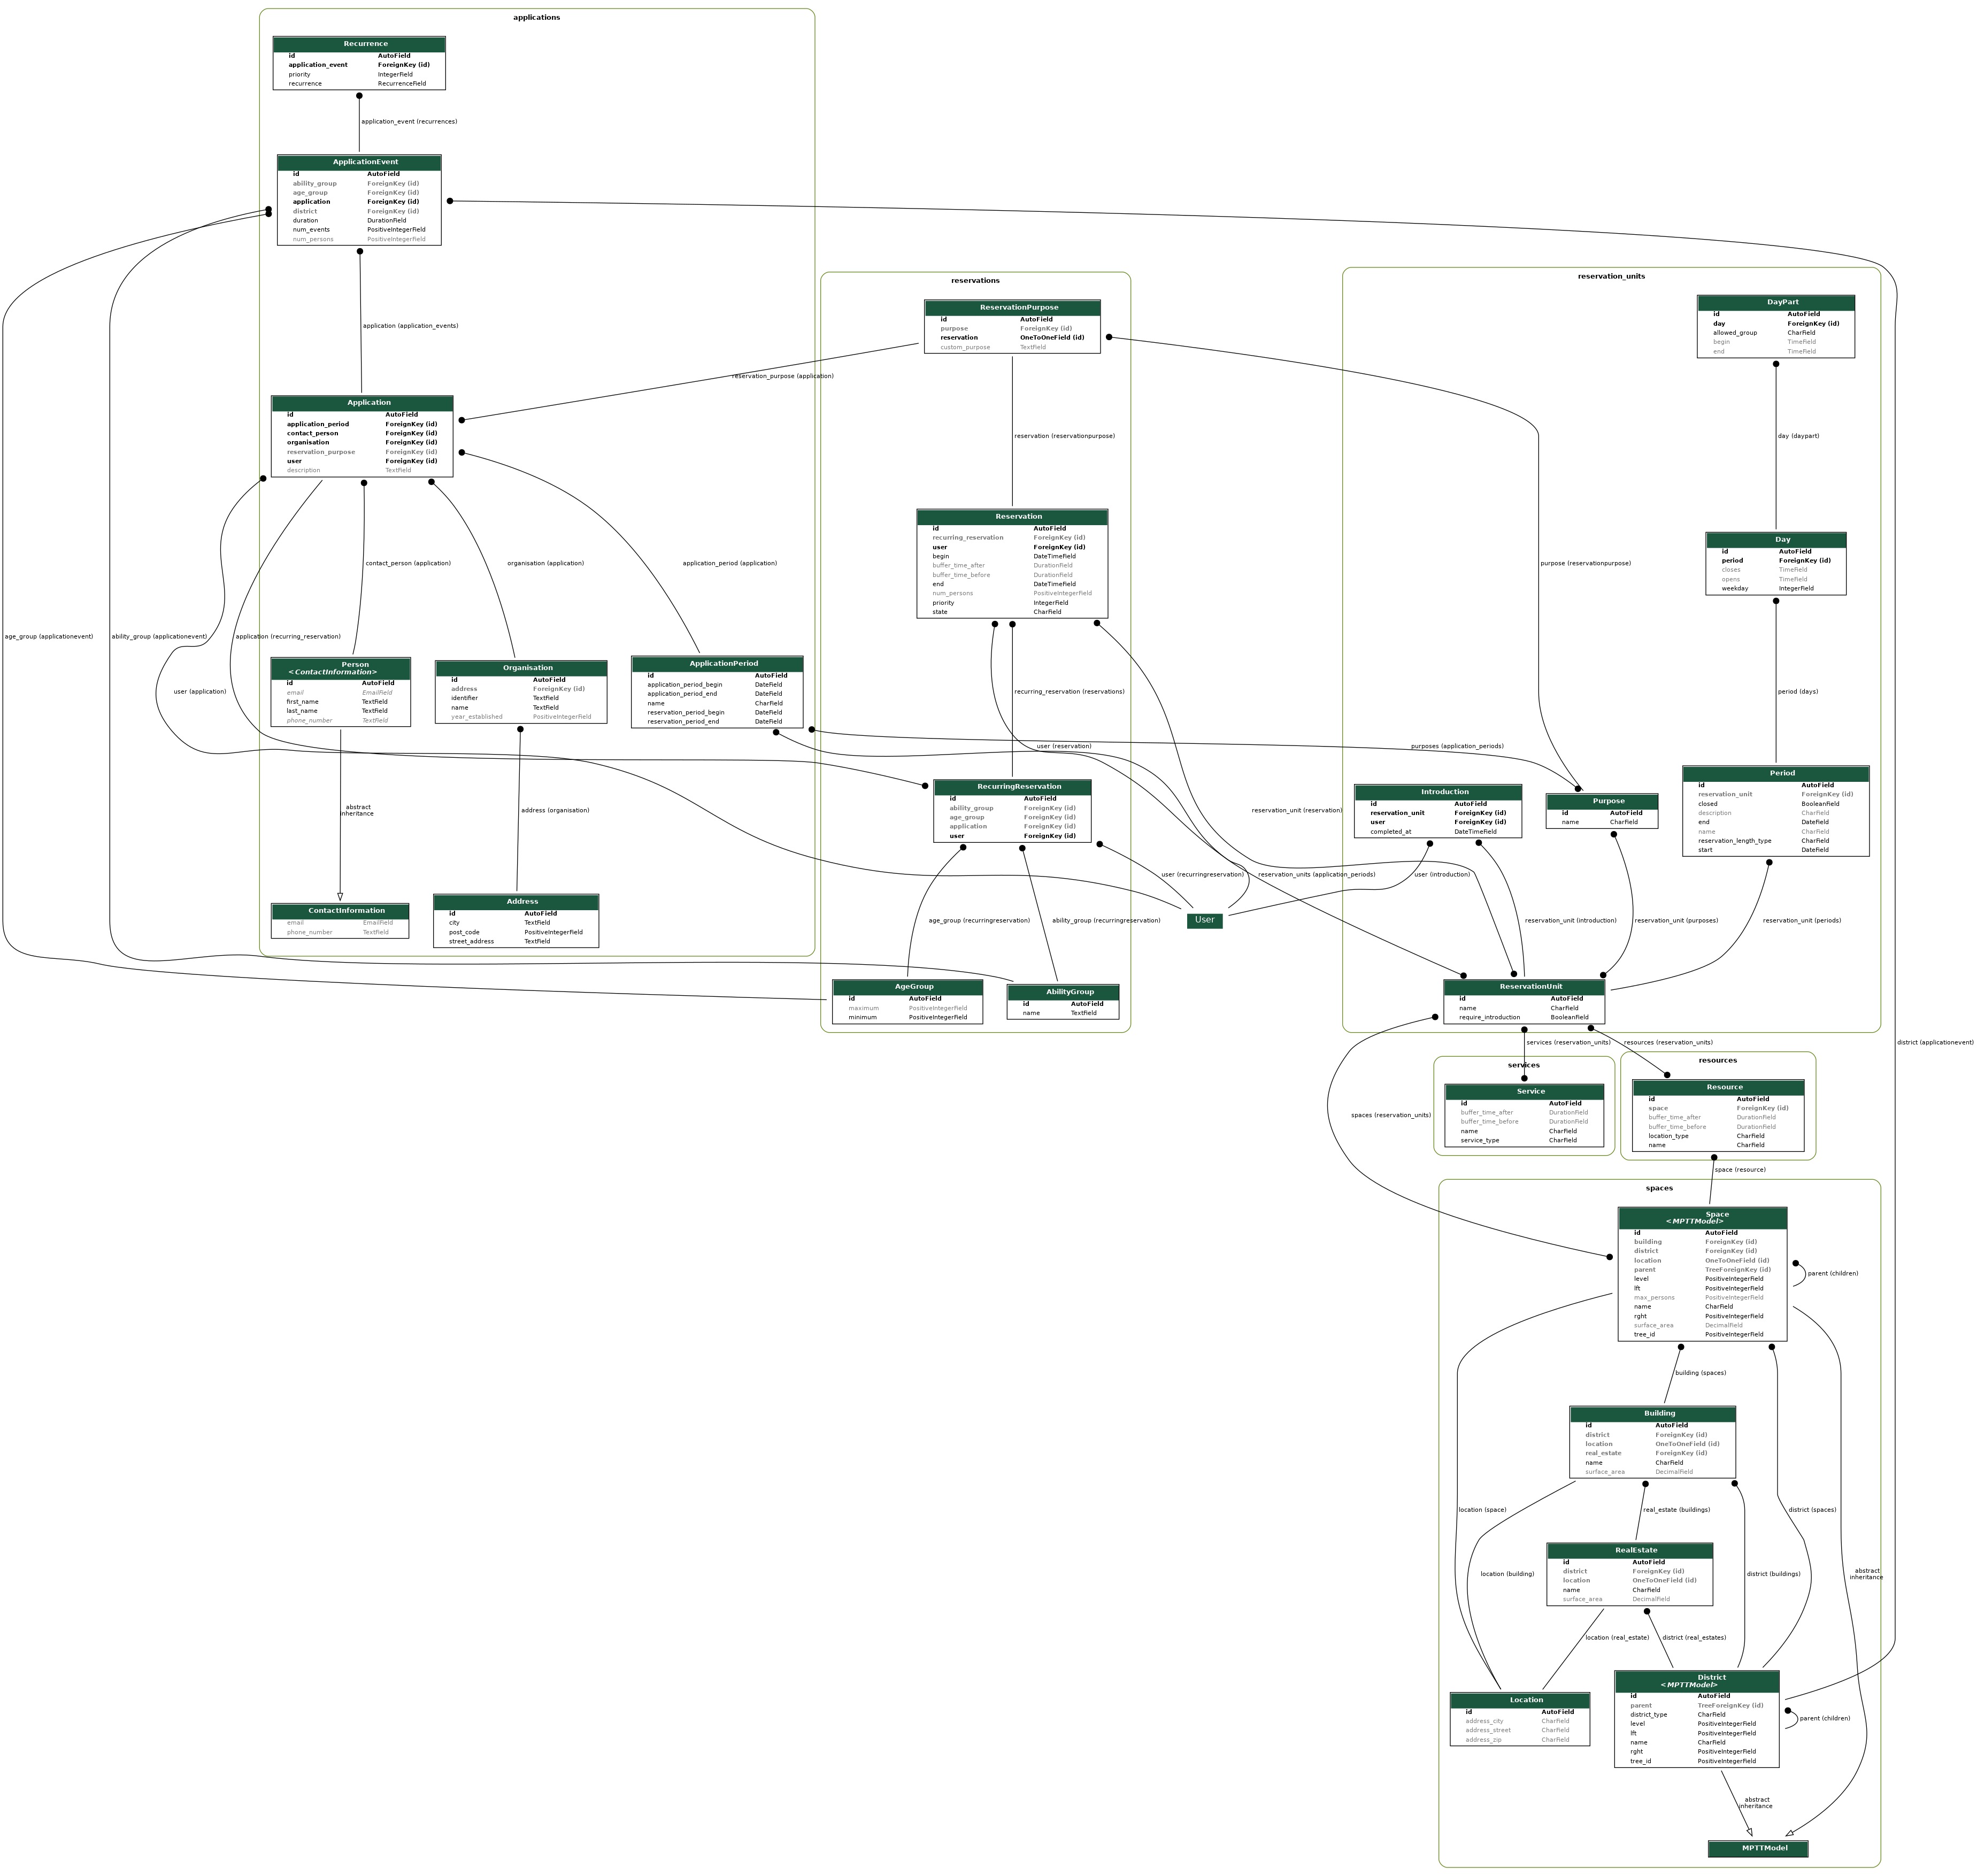 applications
Recurrence
id AutoField
application_event ForeignKey (id)
priority IntegerField
recurrence RecurrenceField
application_event (recurrences)
ApplicationEvent
id AutoField
ability_group ForeignKey (id)
age_group ForeignKey (id)
application ForeignKey (id)
district ForeignKey (id)
duration DurationField
num_events PositiveIntegerField
num_persons PositiveIntegerField
application (application_events)
reservation_purpose (application)
Application
id AutoField
application_period ForeignKey (id)
contact_person ForeignKey (id)
organisation ForeignKey (id)
reservation_purpose ForeignKey (id)
user ForeignKey (id)
description TextField
contact_person (application)
organisation (application)
application_period (application)
age_group (applicationevent)
ability_group (applicationevent)
application (recurring_reservation)
user (application)
Person
<ContactInformation>
id AutoField
email EmailField
first_name TextField
last_name TextField
phone_number TextField
Organisation
id AutoField
address ForeignKey (id)
identifier TextField
name TextField
year_established PositiveIntegerField
ApplicationPeriod
id AutoField
application_period_begin DateField
application_period_end DateField
name CharField
reservation_period_begin DateField
reservation_period_end DateField
abstract
inheritance
address (organisation)
ContactInformation
email EmailField
phone_number TextField
Address
id AutoField
city TextField
post_code PositiveIntegerField
street_address TextField
reservations
ReservationPurpose
id AutoField
purpose ForeignKey (id)
reservation OneToOneField (id)
custom_purpose TextField
reservation (reservationpurpose)
Reservation
id AutoField
recurring_reservation ForeignKey (id)
user ForeignKey (id)
begin DateTimeField
buffer_time_after DurationField
buffer_time_before DurationField
end DateTimeField
num_persons PositiveIntegerField
priority IntegerField
state CharField
recurring_reservation (reservations)
user (reservation)
RecurringReservation
id AutoField
ability_group ForeignKey (id)
age_group ForeignKey (id)
application ForeignKey (id)
user ForeignKey (id)
user (recurringreservation)
age_group (recurringreservation)
ability_group (recurringreservation)
AgeGroup
id AutoField
maximum PositiveIntegerField
minimum PositiveIntegerField
AbilityGroup
id AutoField
name TextField
User
reservation_unit (reservation)
reservation_units (application_periods)
user (introduction)
purposes (application_periods)
purpose (reservationpurpose)
reservation_units
DayPart
id AutoField
day ForeignKey (id)
allowed_group CharField
begin TimeField
end TimeField
day (daypart)
Day
id AutoField
period ForeignKey (id)
closes TimeField
opens TimeField
weekday IntegerField
period (days)
Introduction
id AutoField
reservation_unit ForeignKey (id)
user ForeignKey (id)
completed_at DateTimeField
Purpose
id AutoField
name CharField
Period
id AutoField
reservation_unit ForeignKey (id)
closed BooleanField
description CharField
end DateField
name CharField
reservation_length_type CharField
start DateField
reservation_unit (introduction)
reservation_unit (purposes)
reservation_unit (periods)
ReservationUnit
id AutoField
name CharField
require_introduction BooleanField
services (reservation_units)
resources (reservation_units)
spaces (reservation_units)
district (applicationevent)
services
Service
id AutoField
buffer_time_after DurationField
buffer_time_before DurationField
name CharField
service_type CharField
resources
Resource
id AutoField
space ForeignKey (id)
buffer_time_after DurationField
buffer_time_before DurationField
location_type CharField
name CharField
space (resource)
spaces
Space
<MPTTModel>
id AutoField
building ForeignKey (id)
district ForeignKey (id)
location OneToOneField (id)
parent TreeForeignKey (id)
level PositiveIntegerField
lft PositiveIntegerField
max_persons PositiveIntegerField
name CharField
rght PositiveIntegerField
surface_area DecimalField
tree_id PositiveIntegerField
parent (children)
building (spaces)
Building
id AutoField
district ForeignKey (id)
location OneToOneField (id)
real_estate ForeignKey (id)
name CharField
surface_area DecimalField
location (space)
real_estate (buildings)
district (spaces)
RealEstate
id AutoField
district ForeignKey (id)
location OneToOneField (id)
name CharField
surface_area DecimalField
location (building)
district (buildings)
abstract
inheritance
location (real_estate)
district (real_estates)
Location
id AutoField
address_city CharField
address_street CharField
address_zip CharField
District
<MPTTModel>
id AutoField
parent TreeForeignKey (id)
district_type CharField
level PositiveIntegerField
lft PositiveIntegerField
name CharField
rght PositiveIntegerField
tree_id PositiveIntegerField
parent (children)
abstract
inheritance
MPTTModel